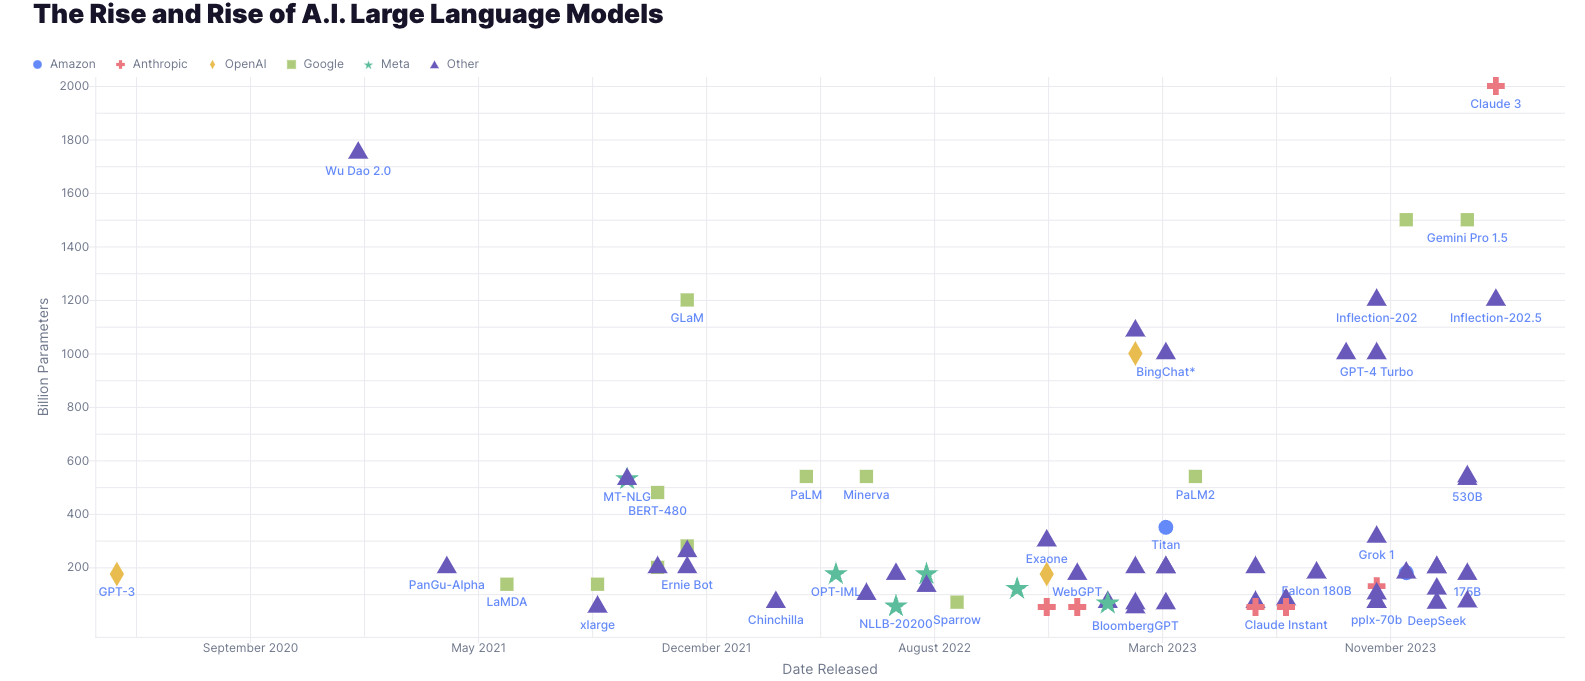 The Rise and Rise of A.I. Large Language Models
Amazon Anthropic OpenAI Google Meta Other
2000
Claude 3
1800
Wu Dao 2.0
1600
1400
Gemini Pro 1.5
1200
GLaM Inflection-202 Inflection-202.5
1000
BingChat* GPT-4 Turbo
800
Billion Parameters
600
MT-NLG PaLM Minerva PaLM2 530B
BERT-480
400
Titan
Exaone Grok 1
200
GPT-3 PanGu-Alpha Ernie Bot OPT-IML WebGPT Falcon 180B 175B
LaMDA
xlarge Chinchilla NLLB-20200 Sparrow BloombergGPT Claude Instant pplx-70b DeepSeek
September 2020 May 2021 December 2021 August 2022 March 2023 November 2023
Date Released